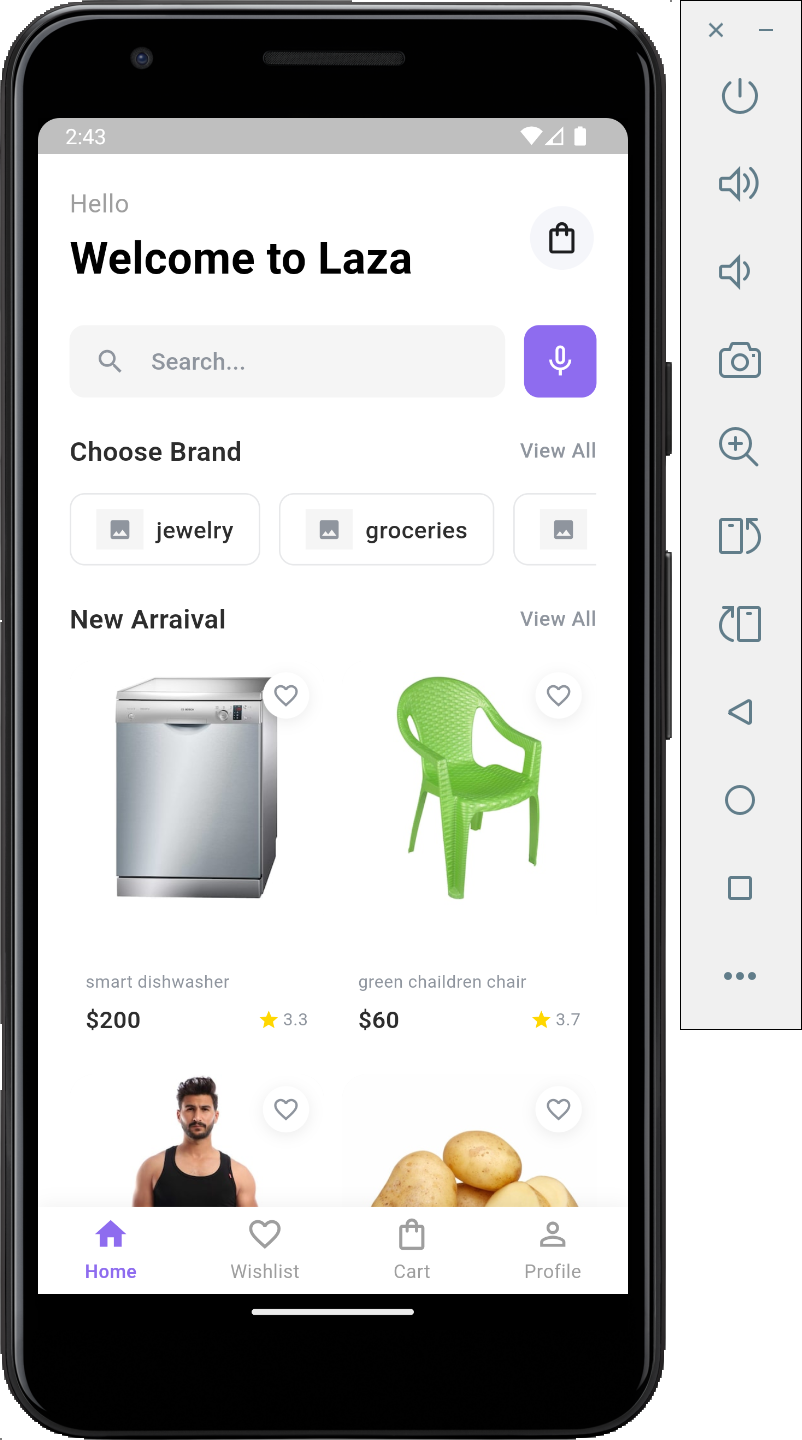 2:43
Hello
Welcome to Laza
Search...
Choose Brand
View All
jewelry
groceries
New Arraival
View All
smart dishwasher
green chaildren chair
$200
3.3
$60
3.7
Home
Wishlist
Cart
Profile